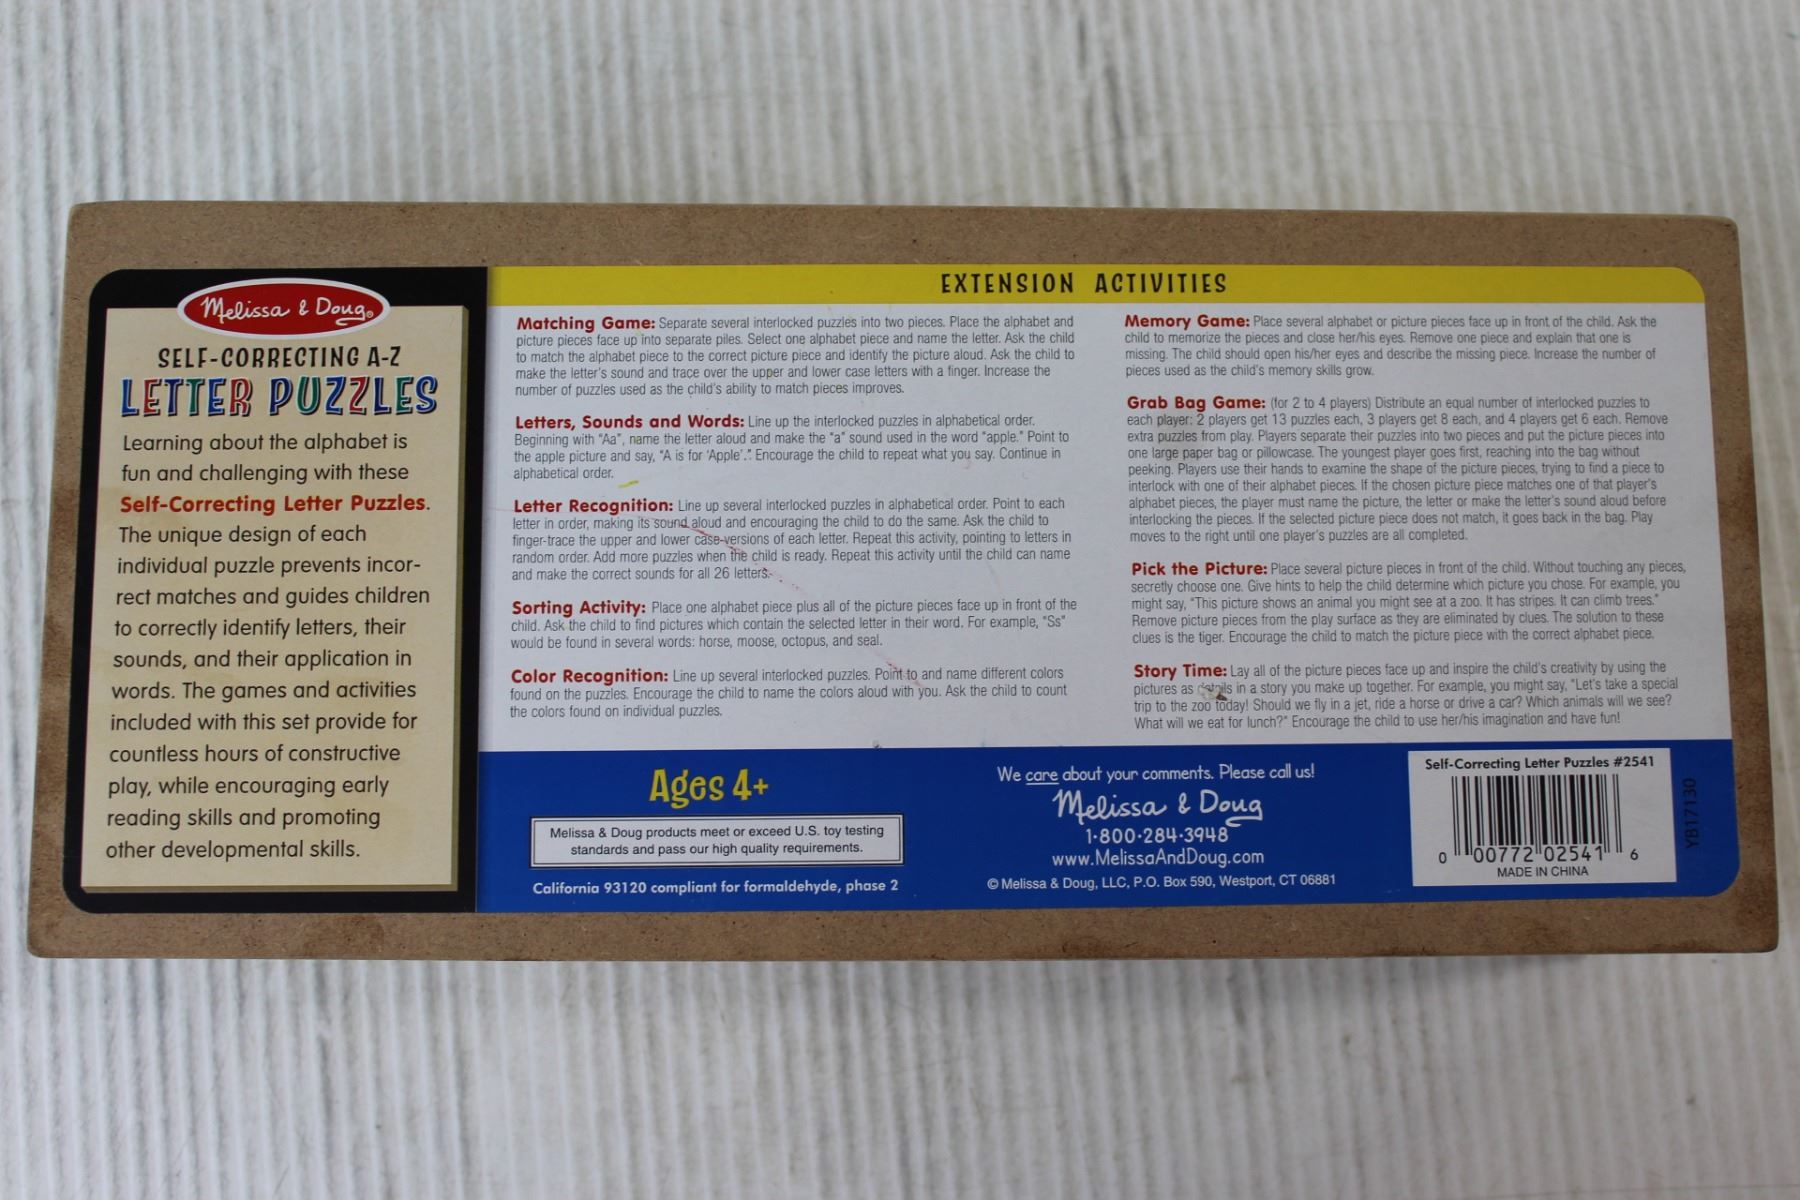 Melissa & Doug®
SELF-CORRECTING A-Z
LETTER PUZZLES
Learning about the alphabet is
fun and challenging with these
Self-Correcting Letter Puzzles.
The unique design of each
individual puzzle prevents incor-
rect matches and guides children
to correctly identify letters, their
sounds, and their application in
words. The games and activities
included with this set provide for
countless hours of constructive
play, while encouraging early
reading skills and promoting
other developmental skills.
EXTENSION ACTIVITIES
Matching Game: Separate several interlocked puzzles into two pieces. Place the alphabet and
picture pieces face up into separate piles. Select one alphabet piece and name the letter. Ask the child
to match the alphabet piece to the correct picture piece and identify the picture aloud. Ask the child to
make the letter's sound and trace over the upper and lower case letters with a finger. Increase the
number of puzzles used as the child's ability to match pieces improves.
Letters, Sounds and Words: Line up the interlocked puzzles in alphabetical order.
Beginning with "Aa", name the letter aloud and make the "a" sound used in the word "apple." Point to
the apple picture and say, "A is for 'Apple'." Encourage the child to repeat what you say. Continue in
alphabetical order.
Letter Recognition: Line up several interlocked puzzles in alphabetical order. Point to each
letter in order, making its sound aloud and encouraging the child to do the same. Ask the child to
finger-trace the upper and lower case-versions of each letter. Repeat this activity, pointing to letters in
random order. Add more puzzles when the child is ready. Repeat this activity until the child can name
and make the correct sounds for all 26 letters.
Sorting Activity: Place one alphabet piece plus all of the picture pieces face up in front of the
child. Ask the child to find pictures which contain the selected letter in their word. For example, "Ss"
would be found in several words: horse, moose, octopus, and seal.
Color Recognition: Line up several interlocked puzzles. Point to and name different colors
found on the puzzles. Encourage the child to name the colors aloud with you. Ask the child to count
the colors found on individual puzzles.
Memory Game: Place several alphabet or picture pieces face up in front of the child. Ask the
child to memorize the pieces and close her/his eyes. Remove one piece and explain that one is
missing. The child should open his/her eyes and describe the missing piece. Increase the number of
pieces used as the child's memory skills grow.
Grab Bag Game: (for 2 to 4 players) Distribute an equal number of interlocked puzzles to
each player: 2 players get 13 puzzles each, 3 players get 8 each, and 4 players get 6 each. Remove
extra puzzles from play. Players separate their puzzles into two pieces and put the picture pieces into
one large paper bag or pillowcase. The youngest player goes first, reaching into the bag without
peeking. Players use their hands to examine the shape of the picture pieces, trying to find a piece to
interlock with one of their alphabet pieces. If the chosen picture piece matches one of that player's
alphabet pieces, the player must name the picture, the letter or make the letter's sound aloud before
interlocking the pieces. If the selected picture piece does not match, it goes back in the bag. Play
moves to the right until one player's puzzles are all completed.
Pick the Picture: Place several picture pieces in front of the child. Without touching any pieces,
secretly choose one. Give hints to help the child determine which picture you chose. For example, you
might say, "This picture shows an animal you might see at a zoo. It has stripes. It can climb trees."
Remove picture pieces from the play surface as they are eliminated by clues. The solution to these
clues is the tiger. Encourage the child to match the picture piece with the correct alphabet piece.
Story Time: Lay all of the picture pieces face up and inspire the child's creativity by using the
pictures as details in a story you make up together. For example, you might say, "Let's take a special
trip to the zoo today! Should we fly in a jet, ride a horse or drive a car? Which animals will we see?
What will we eat for lunch?" Encourage the child to use her/his imagination and have fun!
Ages 4+
Melissa & Doug products meet or exceed U.S. toy testing
standards and pass our high quality requirements.
California 93120 compliant for formaldehyde, phase 2
We care about your comments. Please call us!
Melissa & Doug
1-800-284-3948
www.MelissaAndDoug.com
© Melissa & Doug, LLC, P.O. Box 590, Westport, CT 06881
Self-Correcting Letter Puzzles #2541
0 00772 02541 6
MADE IN CHINA
YB17130